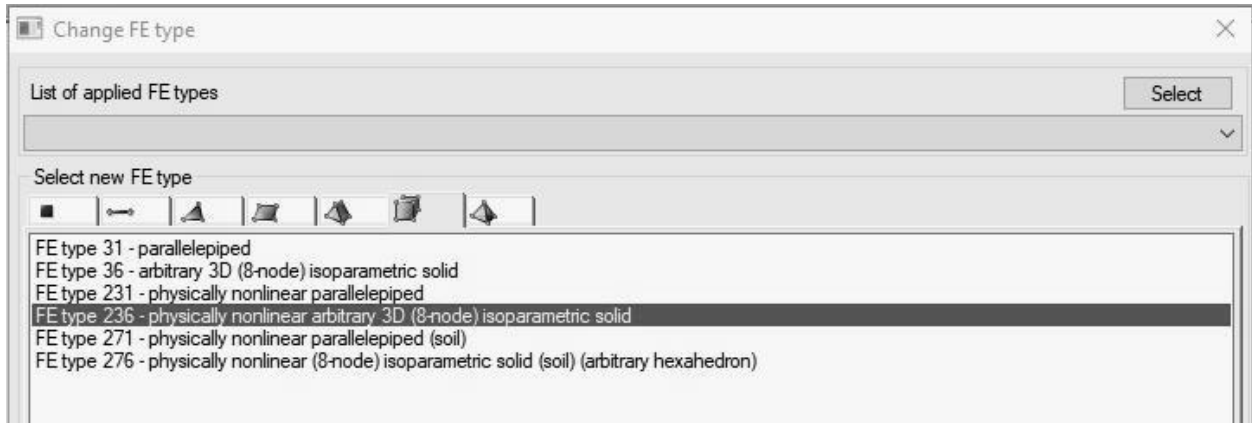 Change FE type
List of applied FE types
Select
Select new FE type
FE type 31 - parallelepiped
FE type 36 - arbitrary 3D (8-node) isoparametric solid
FE type 231 - physically nonlinear parallelepiped
FE type 236 - physically nonlinear arbitrary 3D (8-node) isoparametric solid
FE type 271 - physically nonlinear parallelepiped (soil)
FE type 276 - physically nonlinear (8-node) isoparametric solid (soil) (arbitrary hexahedron)